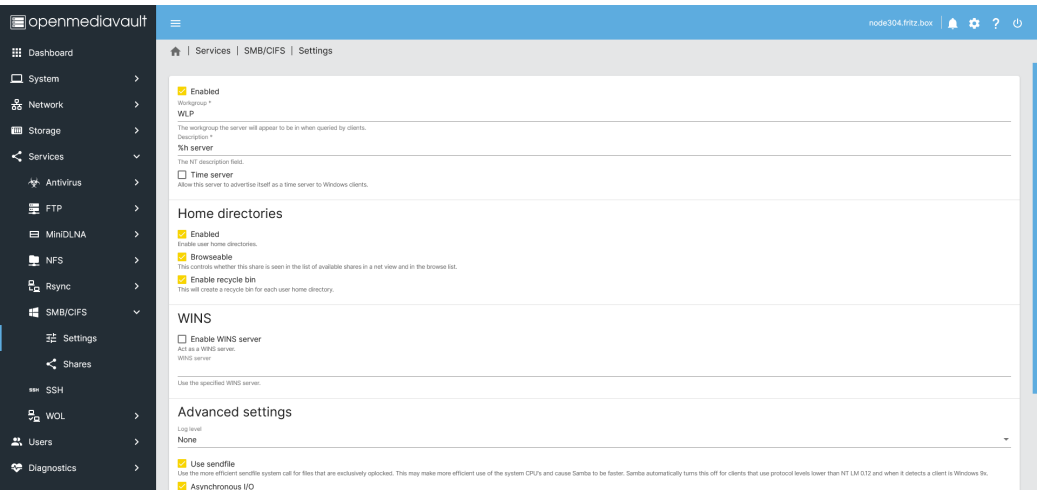 openmediavault
node304.fritz.box
Dashboard
System
Network
Storage
Services
Antivirus
FTP
MiniDLNA
NFS
Rsync
SMB/CIFS
Settings
Shares
SSH SSH
WOL
Users
Diagnostics
| Services | SMB/CIFS | Settings
Enabled
Workgroup *
WLP
The workgroup the server will appear to be in when queried by clients.
Description *
%h server
The NT description field.
Time server
Allow this server to advertise itself as a time server to Windows clients.
Home directories
Enabled
Enable user home directories.
Browseable
This controls whether this share is seen in the list of available shares in a net view and in the browse list.
Enable recycle bin
This will create a recycle bin for each user home directory.
WINS
Enable WINS server
Act as a WINS server.
WINS server
Use the specified WINS server.
Advanced settings
Log level
None
Use sendfile
Use the more efficient sendfile system call for files that are exclusively oplocked. This may make more efficient use of the system CPU's and cause Samba to be faster. Samba automatically turns this off for clients that use protocol levels lower than NT LM 0.12 and when it detects a client is Windows 9x.
Asynchronous I/O